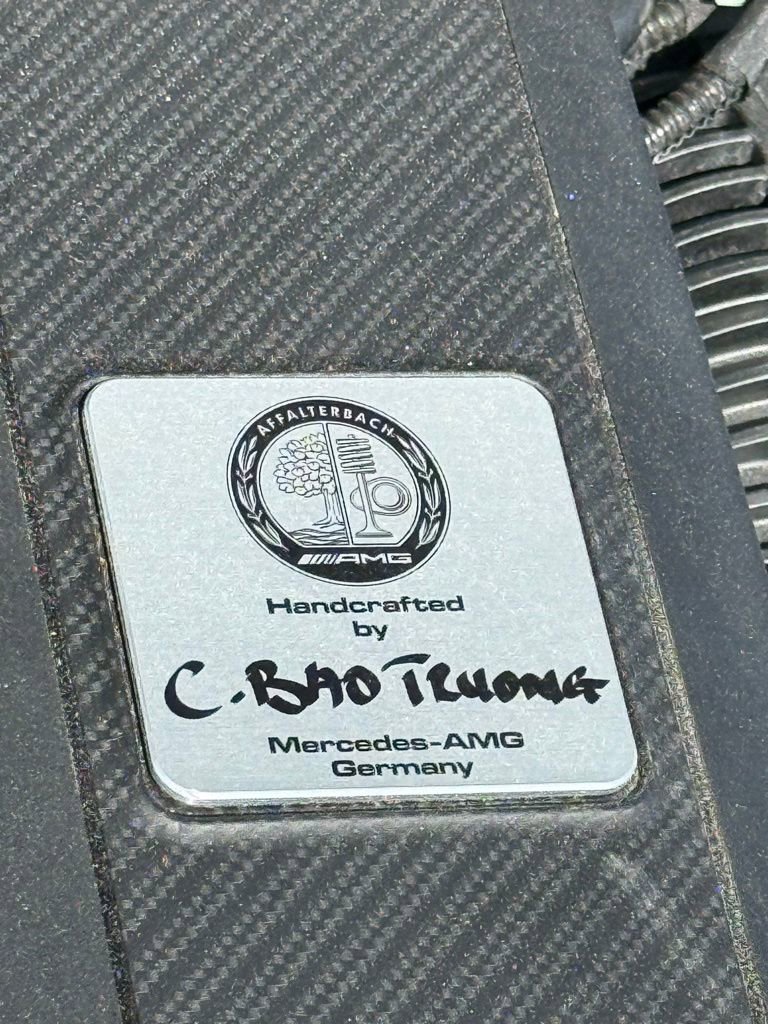 AFFALTERBACH
AMG
Handcrafted
by
C. BAO TRUONG
Mercedes-AMG
Germany